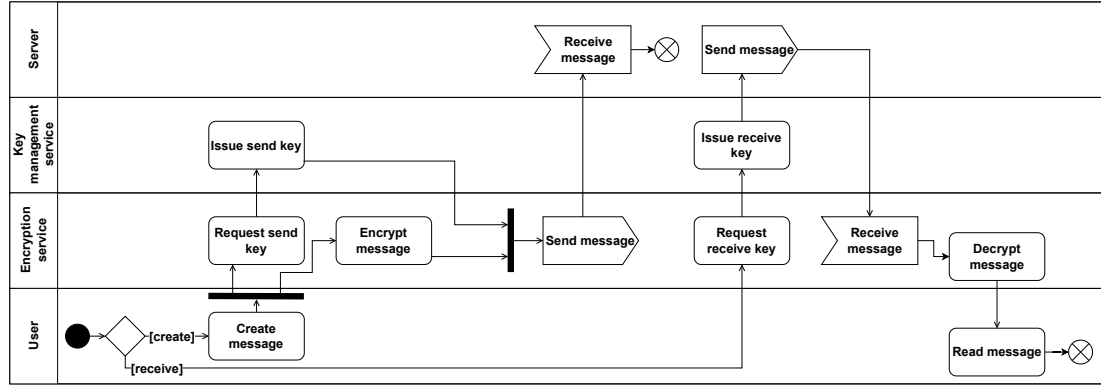 Server
Receive
message
Send message
Key
management
service
Issue send key
Issue receive
key
Encryption
service
Request send
key
Encrypt
message
Send message
Request
receive key
Receive
message
Decrypt
message
User
[create]
Create
message
[receive]
Read message